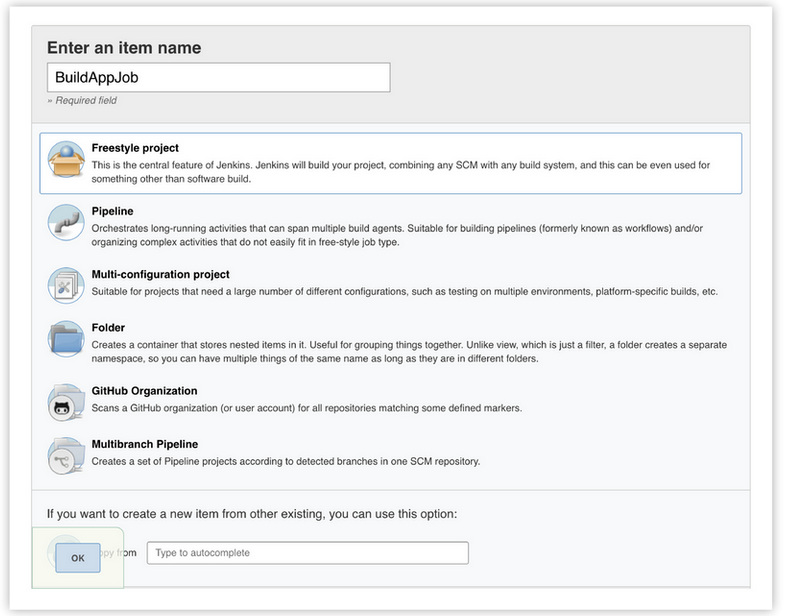 Enter an item name
BuildAppJob
» Required field
Freestyle project
This is the central feature of Jenkins. Jenkins will build your project, combining any SCM with any build system, and this can be even used for
something other than software build.
Pipeline
Orchestrates long-running activities that can span multiple build agents. Suitable for building pipelines (formerly known as workflows) and/or
organizing complex activities that do not easily fit in free-style job type.
Multi-configuration project
Suitable for projects that need a large number of different configurations, such as testing on multiple environments, platform-specific builds, etc.
Folder
Creates a container that stores nested items in it. Useful for grouping things together. Unlike view, which is just a filter, a folder creates a separate
namespace, so you can have multiple things of the same name as long as they are in different folders.
GitHub Organization
Scans a GitHub organization (or user account) for all repositories matching some defined markers.
Multibranch Pipeline
Creates a set of Pipeline projects according to detected branches in one SCM repository.
If you want to create a new item from other existing, you can use this option:
OK from Type to autocomplete